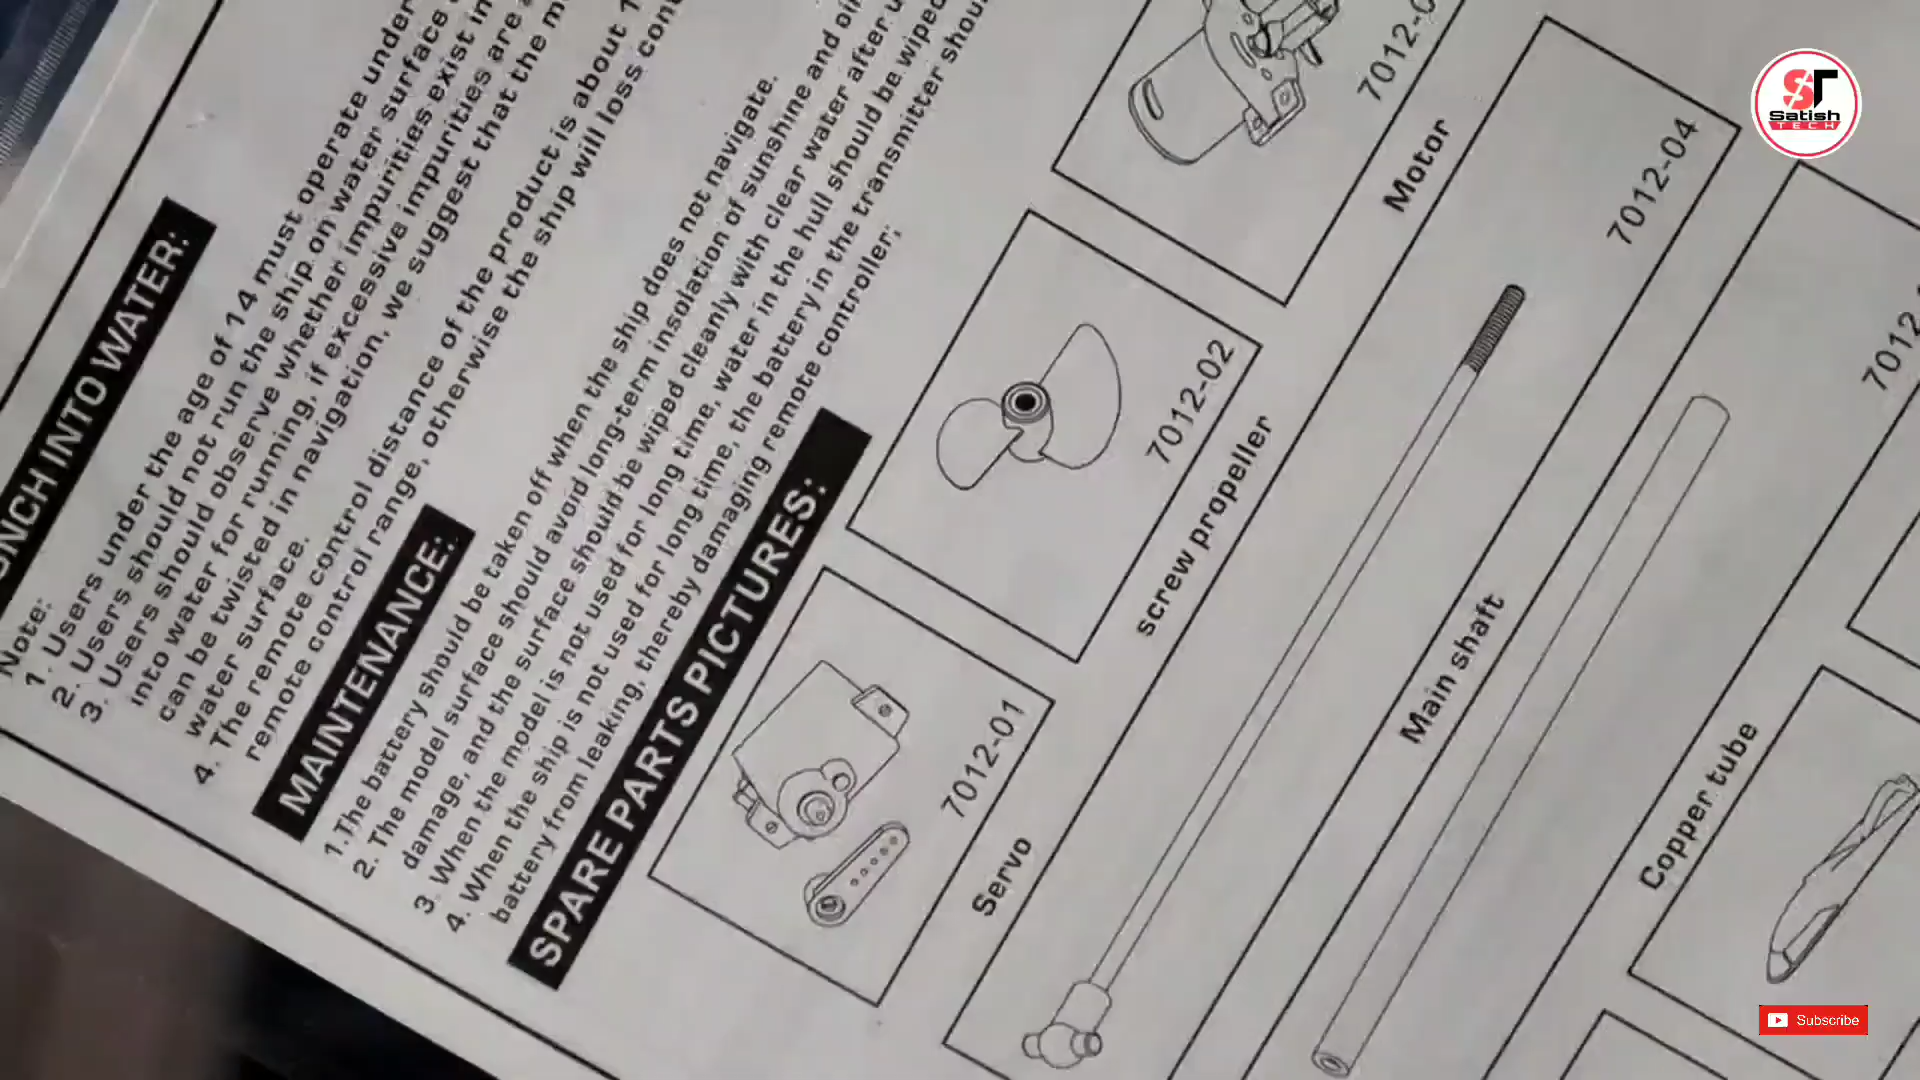 UNCH INTO WATER:
Note:
1. Users under the age of 14 must operate under
2. Users should not run the ship on water surface
3. Users should observe whether impurities exist in
into water for running, if excessive impurities are
can be twisted in navigation, we suggest that the
water surface.
4. The remote control distance of the product is about
remote control range, otherwise the ship will loss
MAINTENANCE:
1.The battery should be taken off when the ship does not navigate.
2. The model surface should avoid long-term insolation of sunshine and
damage, and the surface should be wiped cleanly with clear water after
3. When the model is not used for long time, water in the hull should be wiped
4. When the ship is not used for long time, the battery in the transmitter
battery from leaking, thereby damaging remote controller;
SPARE PARTS PICTURES:
7012-01
Servo
7012-02
screw propeller
Motor
7012-04
Main shaft
Copper tube
ST
Satish
TECH
Subscribe